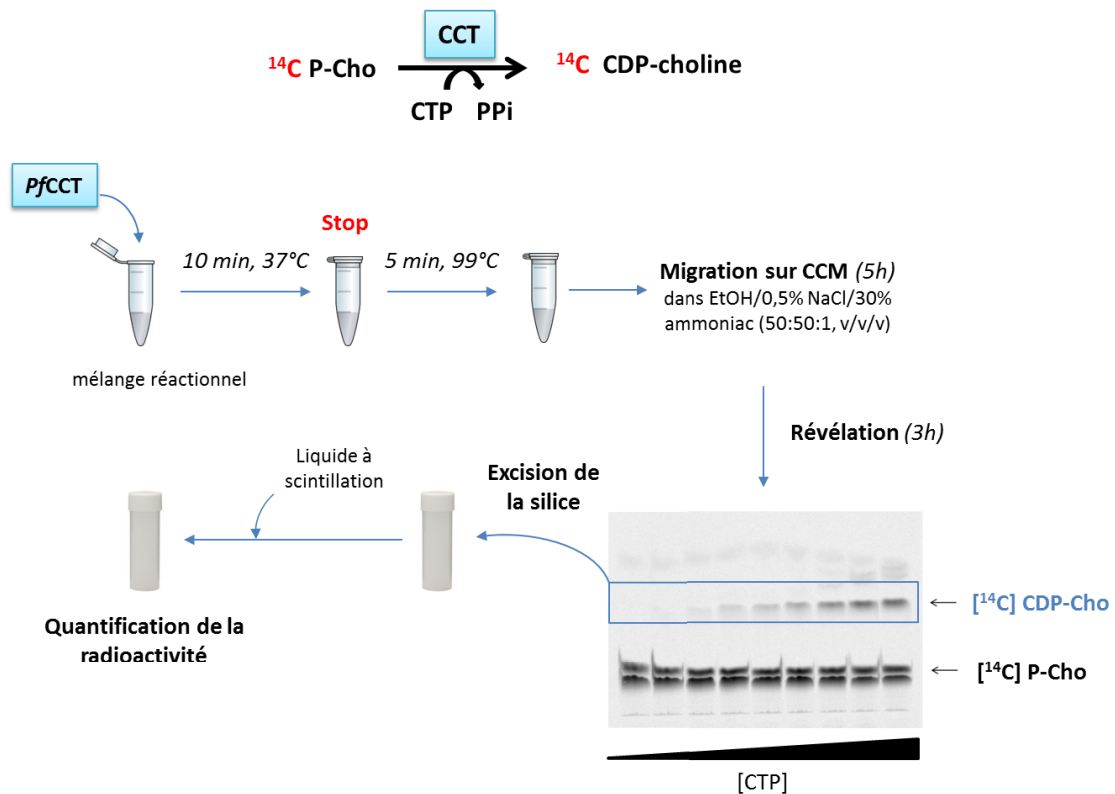 CCT
14C P-Cho
14C CDP-choline
CTP PPi
PfCCT
Stop
10 min, 37°C
5 min, 99°C
mélange réactionnel
Migration sur CCM (5h)
dans EtOH/0,5% NaCl/30%
ammoniac (50:50:1, v/v/v)
Révélation (3h)
Liquide à
scintillation
Excision de
la silice
Quantification de la
radioactivité
[14C] CDP-Cho
[14C] P-Cho
[CTP]